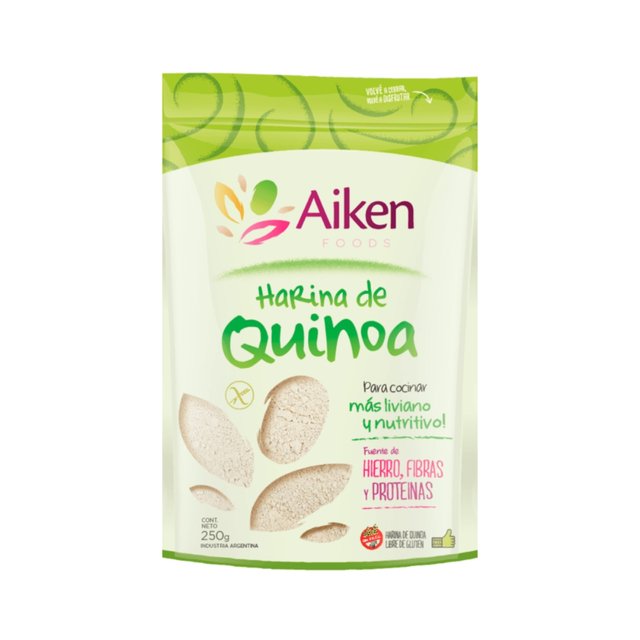 VOLVÉ A CERRAR,
VOLVÉ A DISFRUTAR
Aiken
FOODS
HaRina de
Quinoa
Para cocinar
más liviano
y nutritivo!
Fuente de
HIERRO, FIBRAS
Y PROTEÍNAS
CONT.
NETO
250g
INDUSTRIA ARGENTINA
HARINA DE QUINOA
LIBRE DE GLUTEN